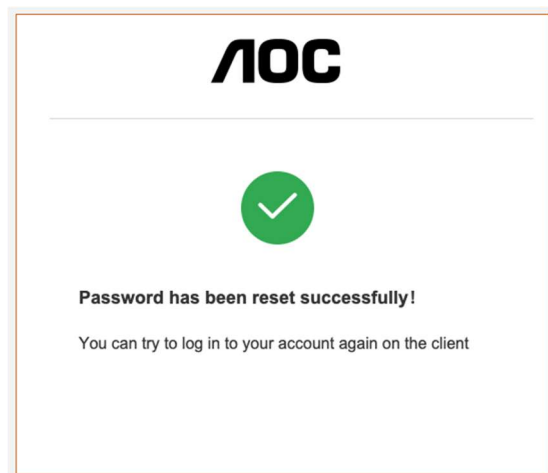 AOC
Password has been reset successfully!
You can try to log in to your account again on the client